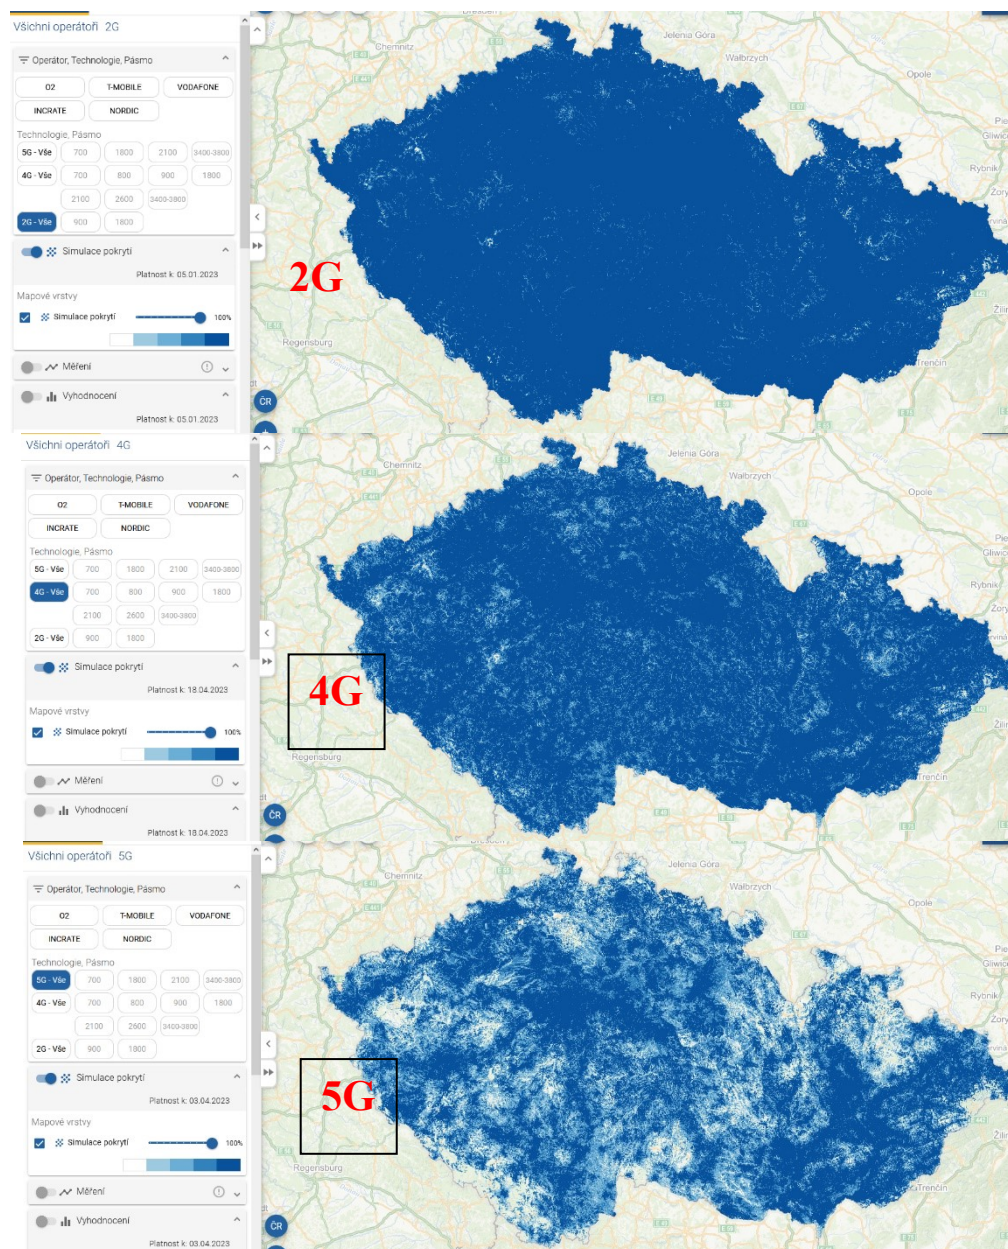 Všichni operátoři 2G
Operátor, Technologie, Pásmo
O2 T-MOBILE VODAFONE
INCRATE NORDIC
Technologie, Pásmo
5G - Vše 700 1800 2100 3400-3800
4G - Vše 700 800 900 1800
2100 2600 3400-3800
2G - Vše 900 1800
Simulace pokrytí
Platnost k: 05.01.2023
Mapové vrstvy
Simulace pokrytí 100%
Měření
Vyhodnocení
Platnost k: 05.01.2023
ČR
Chemnitz
Jelenia Góra
Wałbrzych
Opole
Gliwice
Rybnik
Regensburg
Trenčín
2G
Všichni operátoři 4G
Operátor, Technologie, Pásmo
O2 T-MOBILE VODAFONE
INCRATE NORDIC
Technologie, Pásmo
5G - Vše 700 1800 2100 3400-3800
4G - Vše 700 800 900 1800
2100 2600 3400-3800
2G - Vše 900 1800
Simulace pokrytí
Platnost k: 18.04.2023
Mapové vrstvy
Simulace pokrytí 100%
Měření
Vyhodnocení
Platnost k: 18.04.2023
ČR
Chemnitz
Jelenia Góra
Wałbrzych
Opole
Rybnik
Regensburg
Trenčín
4G
Všichni operátoři 5G
Operátor, Technologie, Pásmo
O2 T-MOBILE VODAFONE
INCRATE NORDIC
Technologie, Pásmo
5G - Vše 700 1800 2100 3400-3800
4G - Vše 700 800 900 1800
2100 2600 3400-3800
2G - Vše 900 1800
Simulace pokrytí
Platnost k: 03.04.2023
Mapové vrstvy
Simulace pokrytí 100%
Měření
Vyhodnocení
Platnost k: 03.04.2023
ČR
Chemnitz
Jelenia Góra
Wałbrzych
Opole
Gliwice
Rybnik
Regensburg
Trenčín
5G